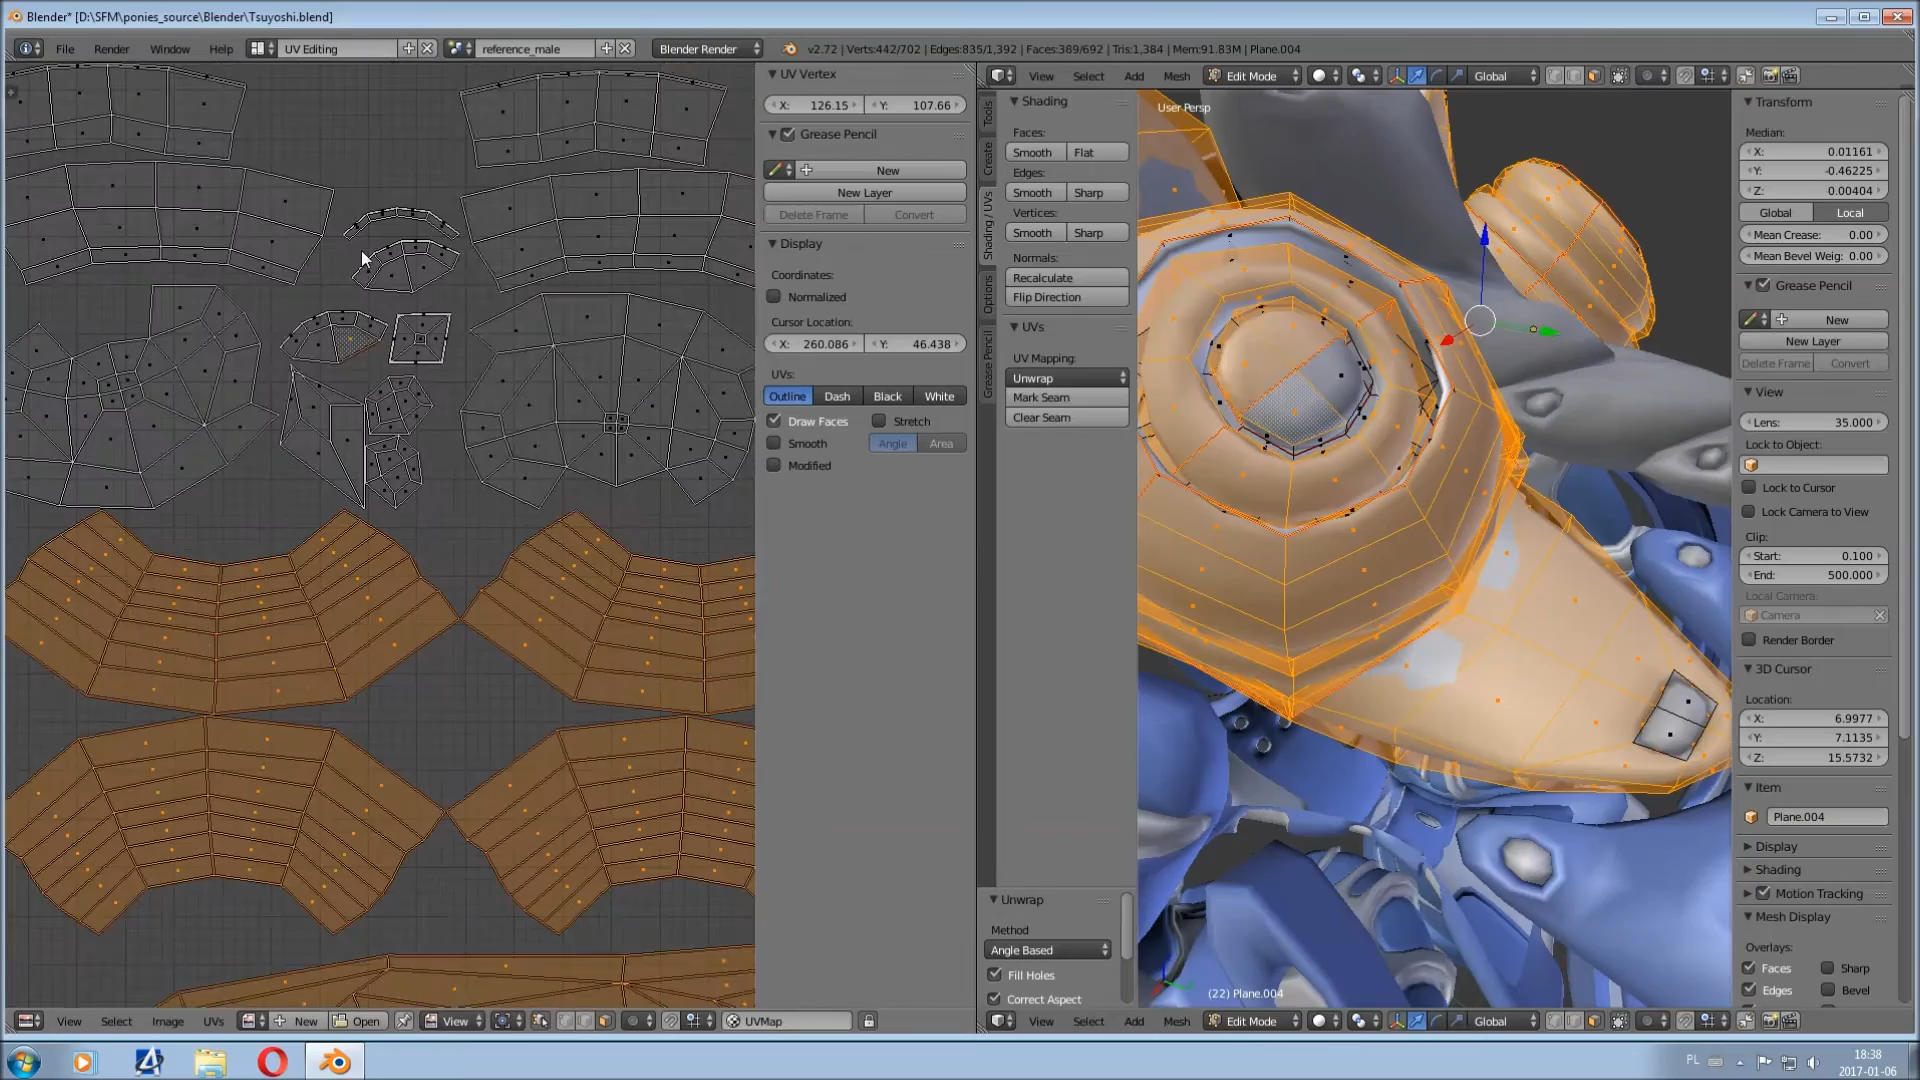 Blender* [D:\SFM\ponies_source\Blender\Tsuyoshi.blend]
File Render Window Help UV Editing reference_male Blender Render v2.72 | Verts:442/702 | Edges:835/1,392 | Faces:389/692 | Tris:1,384 | Mem:91.83M | Plane.004
View Select Add Mesh Edit Mode Global
UV Vertex
X: 126.15 Y: 107.66
Grease Pencil
New
New Layer
Delete Frame Convert
Display
Coordinates:
Normalized
Cursor Location:
X: 260.086 Y: 46.438
UVs:
Outline Dash Black White
Draw Faces Stretch
Smooth Angle Area
Modified
Tools
Create
Shading / UVs
Options
Grease Pencil
Shading
Faces:
Smooth Flat
Edges:
Smooth Sharp
Vertices:
Smooth Sharp
Normals:
Recalculate
Flip Direction
UVs
UV Mapping:
Unwrap
Mark Seam
Clear Seam
Unwrap
Method
Angle Based
Fill Holes
Correct Aspect
User Persp
(22) Plane.004
Transform
Median:
X: 0.01161
Y: -0.46225
Z: 0.00404
Global Local
Mean Crease: 0.00
Mean Bevel Weig: 0.00
Grease Pencil
New
New Layer
Delete Frame Convert
View
Lens: 35.000
Lock to Object:
Lock to Cursor
Lock Camera to View
Clip:
Start: 0.100
End: 500.000
Local Camera:
Camera
Render Border
3D Cursor
Location:
X: 6.9977
Y: 7.1135
Z: 15.5732
Item
Plane.004
Display
Shading
Motion Tracking
Mesh Display
Overlays:
Faces Sharp
Edges Bevel
View Select Image UVs New Open View UVMap
View Select Add Mesh Edit Mode Global
PL 18:38
2017-01-06